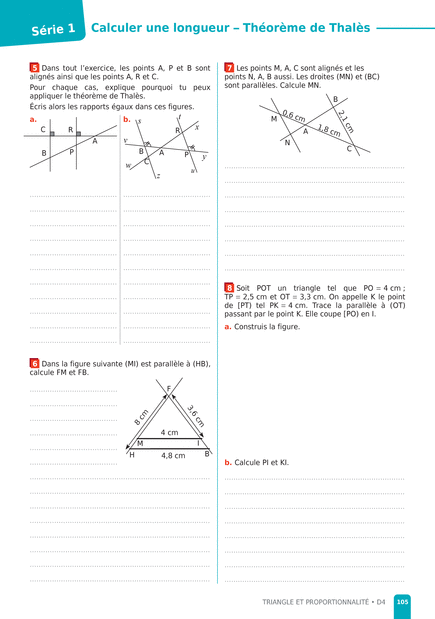 Série 1
Calculer une longueur – Théorème de Thalès
5 Dans tout l'exercice, les points A, P et B sont
alignés ainsi que les points A, R et C.
Pour chaque cas, explique pourquoi tu peux
appliquer le théorème de Thalès.
Écris alors les rapports égaux dans ces figures.
a.
C
R
A
B
P
b.
s
t
x
R
v
B
A
P
y
w
C
z
u
6 Dans la figure suivante (MI) est parallèle à (HB),
calcule FM et FB.
F
8 cm
3,6 cm
4 cm
M
I
H
4,8 cm
B
7 Les points M, A, C sont alignés et les
points N, A, B aussi. Les droites (MN) et (BC)
sont parallèles. Calcule MN.
B
0,6 cm
M
2,1 cm
A
1,8 cm
N
C
8 Soit POT un triangle tel que PO = 4 cm ;
TP = 2,5 cm et OT = 3,3 cm. On appelle K le point
de [PT) tel PK = 4 cm. Trace la parallèle à (OT)
passant par le point K. Elle coupe [PO) en I.
a. Construis la figure.
b. Calcule PI et KI.
TRIANGLE ET PROPORTIONNALITÉ • D4
105